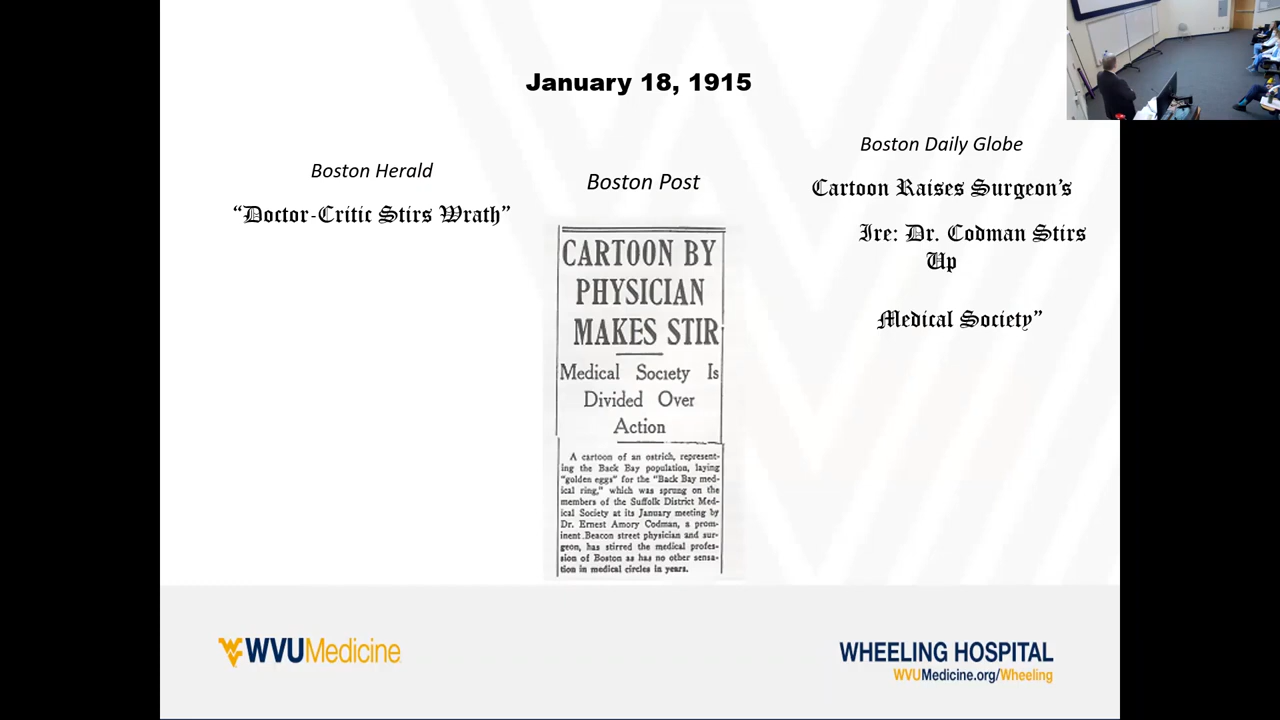 January 18, 1915
Boston Herald
“Doctor-Critic Stirs Wrath”
Boston Post
CARTOON BY
PHYSICIAN
MAKES STIR
Medical Society Is
Divided Over
Action
A cartoon of an ostrich, represent-
ing the Back Bay population, laying
"golden eggs" for the "Back Bay med-
ical ring," which was sprung on the
members of the Suffolk District Med-
ical Society at its January meeting by
Dr. Ernest Amory Codman, a prom-
inent Beacon street physician and sur-
geon, has stirred the medical profes-
sion of Boston as has no other sensa-
tion in medical circles in years.
Boston Daily Globe
Cartoon Raises Surgeon’s
Ire: Dr. Codman Stirs
Up
Medical Society”
WVUMedicine
WHEELING HOSPITAL
WVUMedicine.org/Wheeling